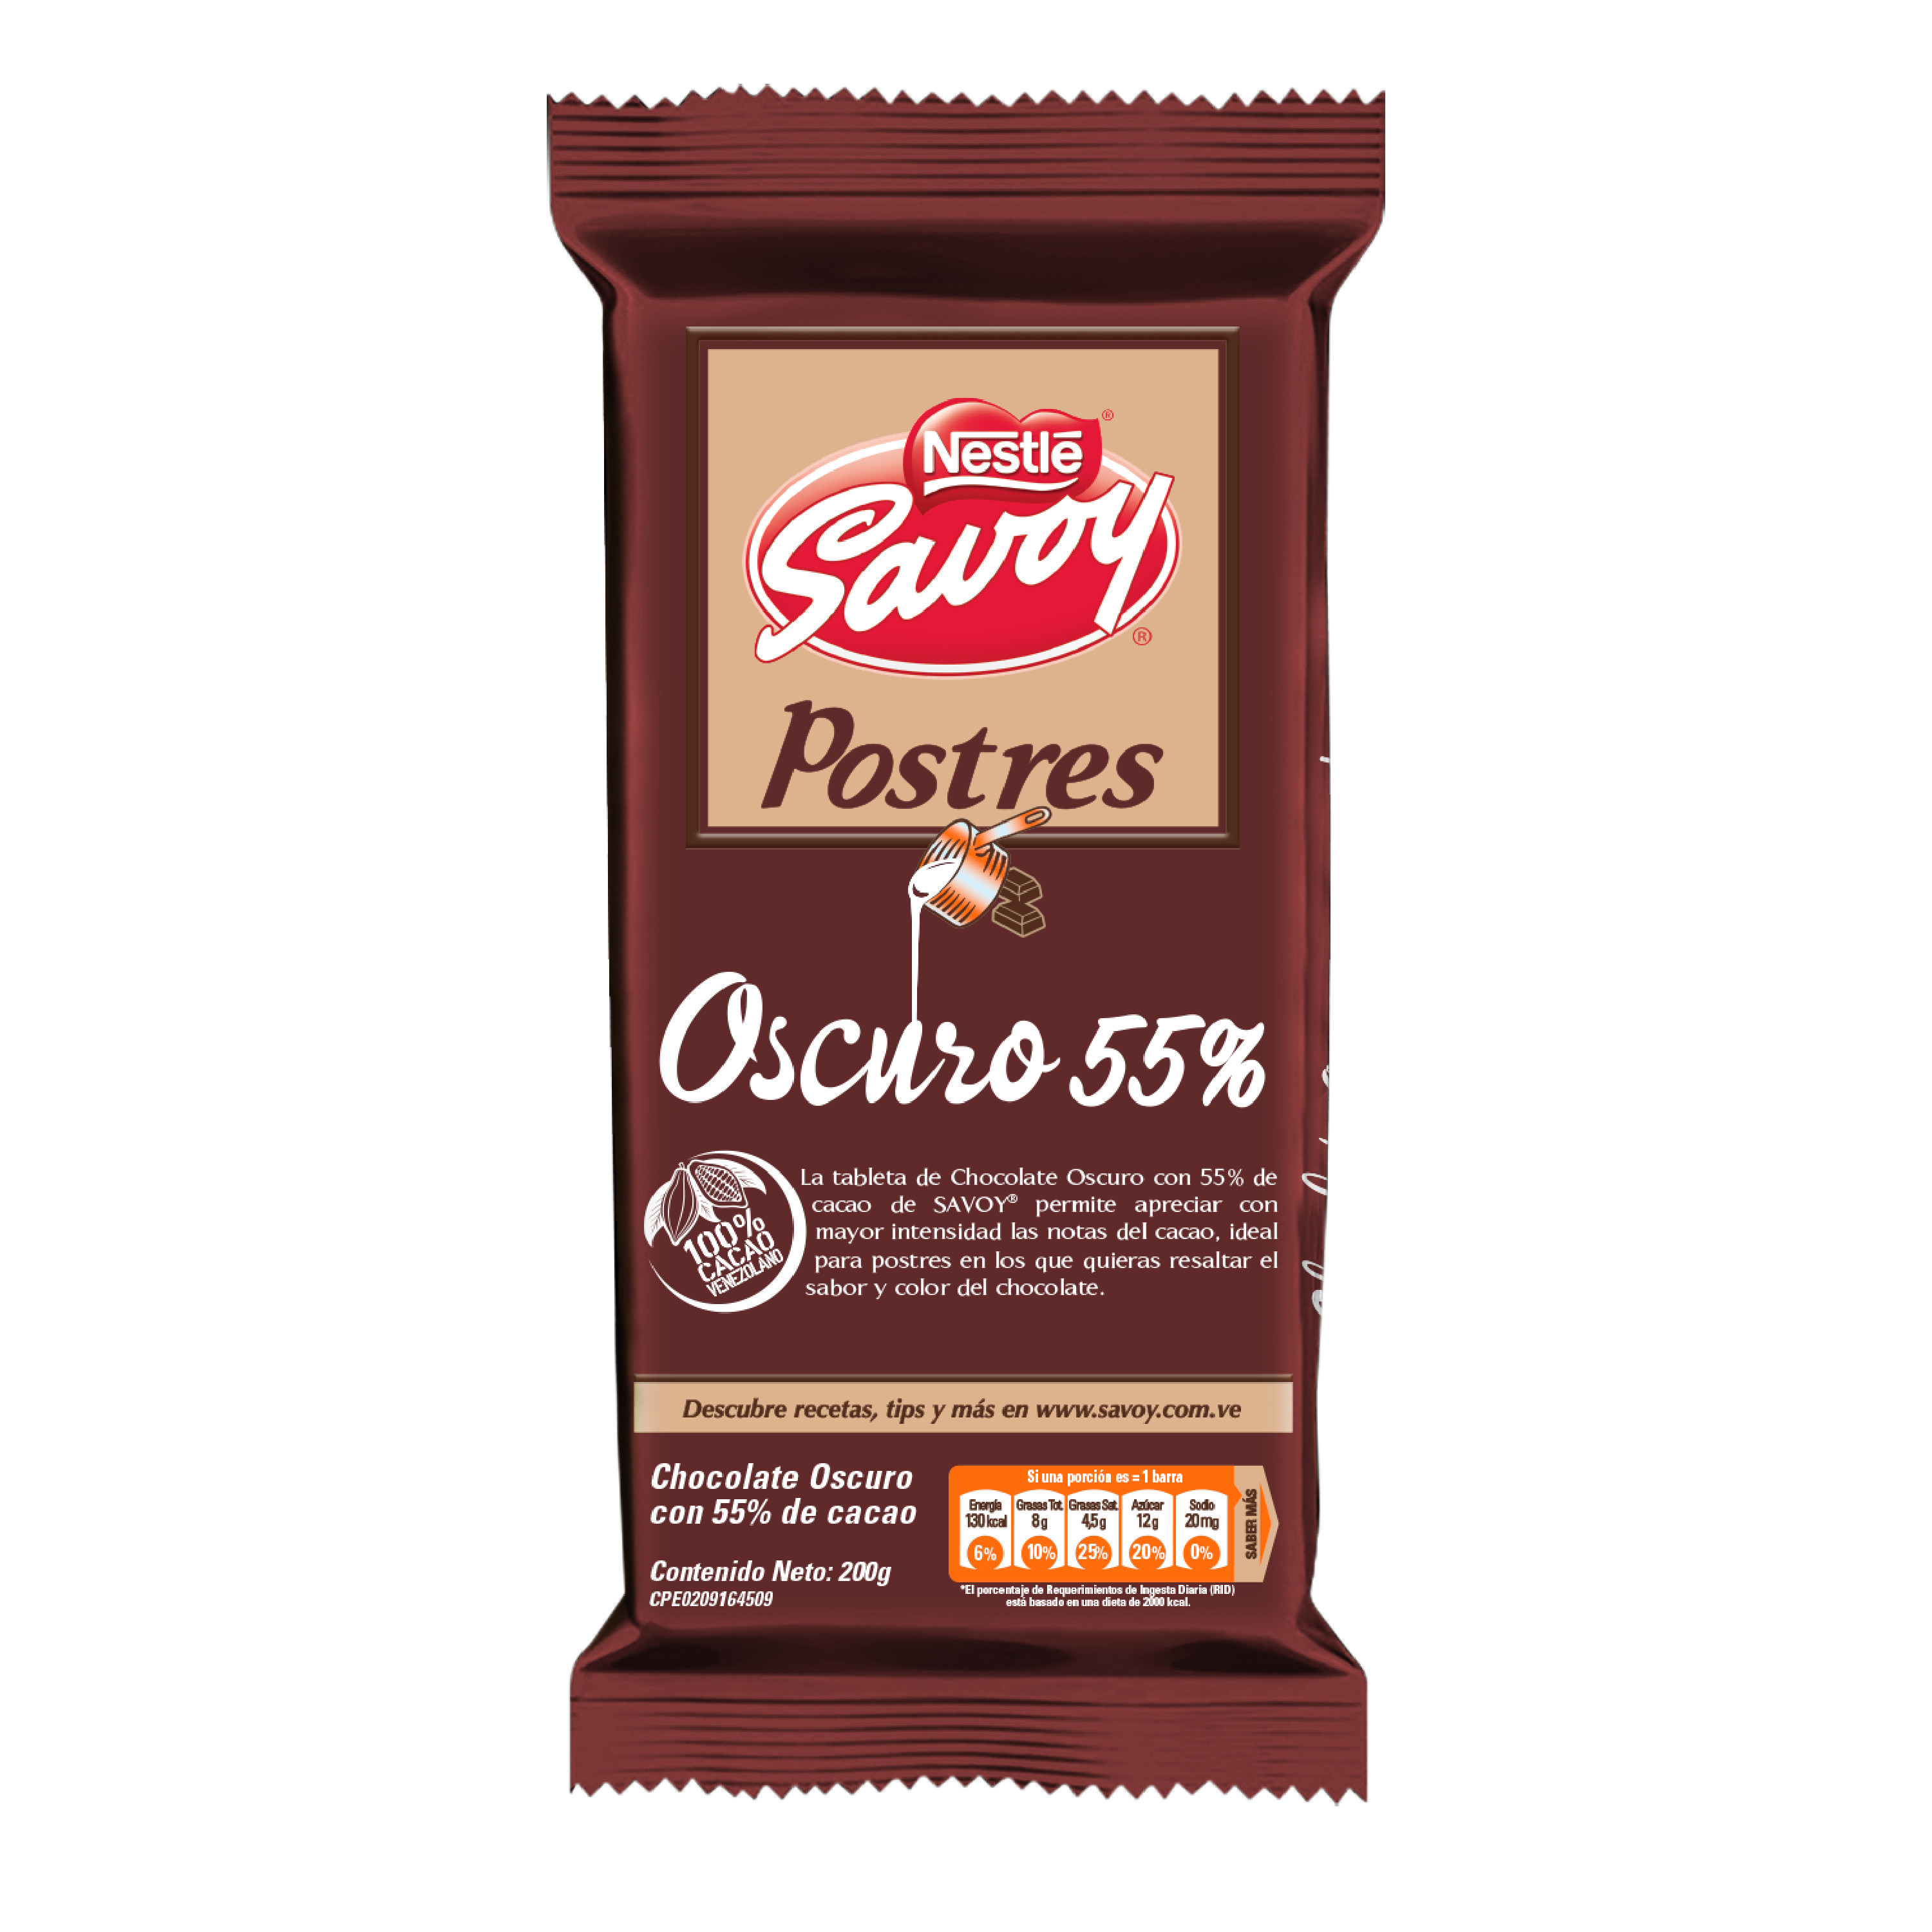 Nestlé
®
Savoy
®
Postres
Oscuro 55%
100%
CACAO
VENEZOLANO
La tableta de Chocolate Oscuro con 55% de
cacao de SAVOY® permite apreciar con
mayor intensidad las notas del cacao, ideal
para postres en los que quieras resaltar el
sabor y color del chocolate.
Descubre recetas, tips y más en www.savoy.com.ve
Chocolate Oscuro
con 55% de cacao
Contenido Neto: 200g
CPE0209164509
Si una porción es = 1 barra
Energía Grasas Tot. Grasas Sat. Azúcar Sodio
130 kcal 8 g 4,5 g 12 g 20 mg
6% 10% 25% 20% 0%
SABER MÁS
*El porcentaje de Requerimientos de Ingesta Diaria (RID)
está basado en una dieta de 2000 kcal.